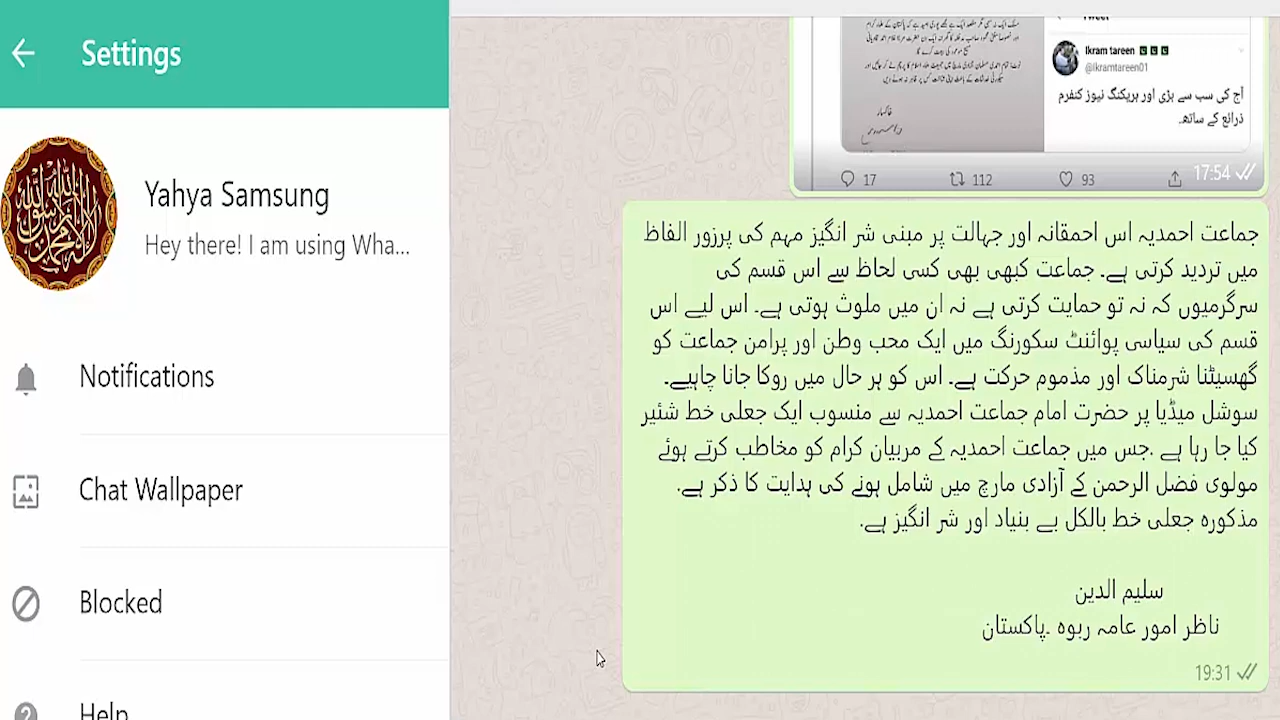 Settings
Yahya Samsung
Hey there! I am using Wha...
Notifications
Chat Wallpaper
Blocked
Help
Tweet
Ikram tareen
@Ikramtareen01
آج کی سب سے بڑی اور بریکنگ نیوز کنفرم
ذرائع کے ساتھ۔
17
112
93
17:54
جماعت احمدیہ اس احمقانہ اور جہالت پر مبنی شر انگیز مہم کی پرزور الفاظ
میں تردید کرتی ہے۔ جماعت کبھی بھی کسی لحاظ سے اس قسم کی
سرگرمیوں کہ نہ تو حمایت کرتی ہے نہ ان میں ملوث ہوتی ہے۔ اس لیے اس
قسم کی سیاسی پوائنٹ سکورنگ میں ایک محب وطن اور پرامن جماعت کو
گھسیٹنا شرمناک اور مذموم حرکت ہے۔ اس کو ہر حال میں روکا جانا چاہیے۔
سوشل میڈیا پر حضرت امام جماعت احمدیہ سے منسوب ایک جعلی خط شئیر
کیا جا رہا ہے .جس میں جماعت احمدیہ کے مربیان کرام کو مخاطب کرتے ہوئے
مولوی فضل الرحمن کے آزادی مارچ میں شامل ہونے کی ہدایت کا ذکر ہے.
مذکورہ جعلی خط بالکل بے بنیاد اور شر انگیز ہے.
سلیم الدین
ناظر امور عامہ ربوہ .پاکستان
19:31